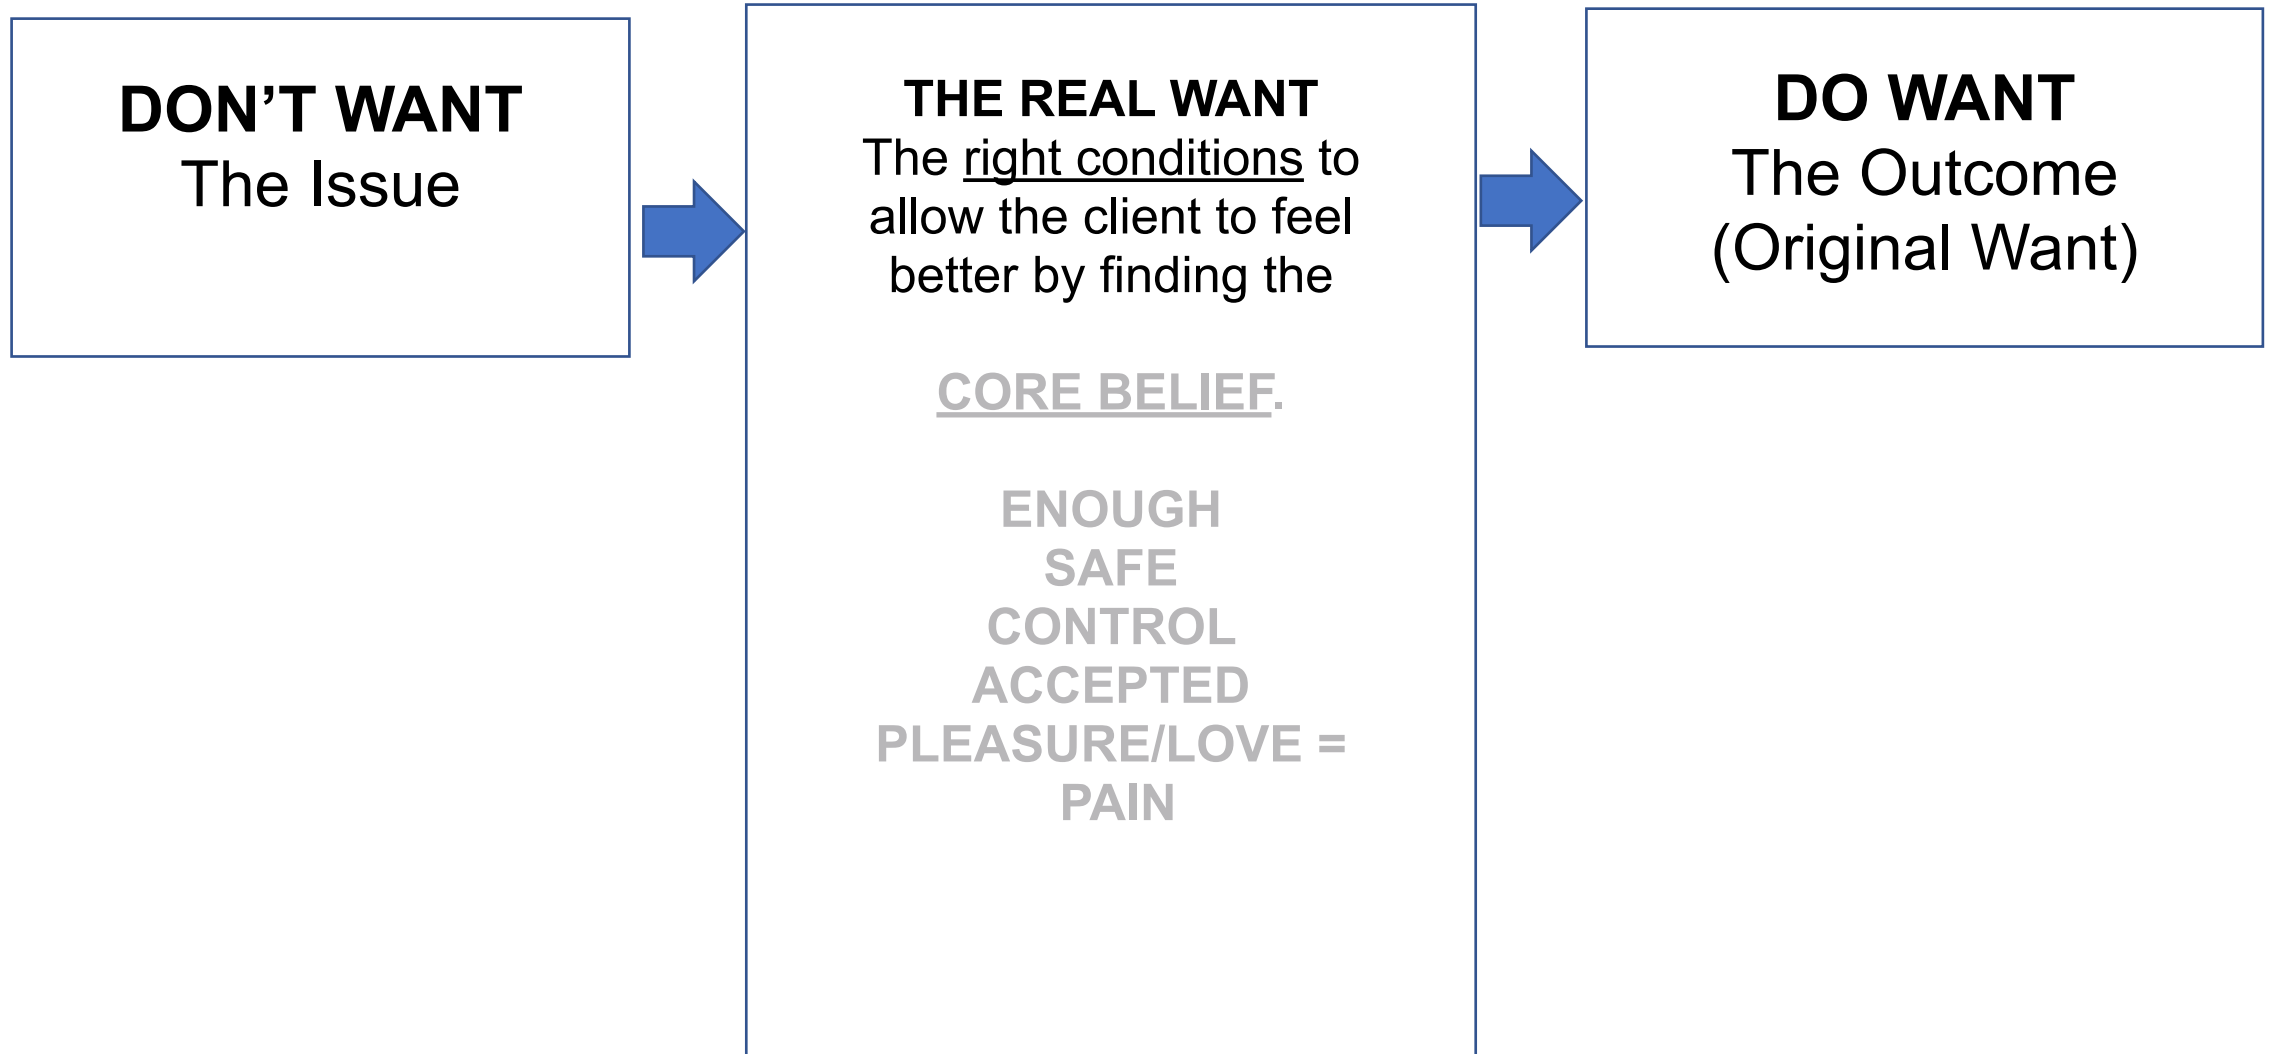 DON’T WANT
The Issue
THE REAL WANT
The right conditions to
allow the client to feel
better by finding the
CORE BELIEF.
ENOUGH
SAFE
CONTROL
ACCEPTED
PLEASURE/LOVE =
PAIN
DO WANT
The Outcome
(Original Want)